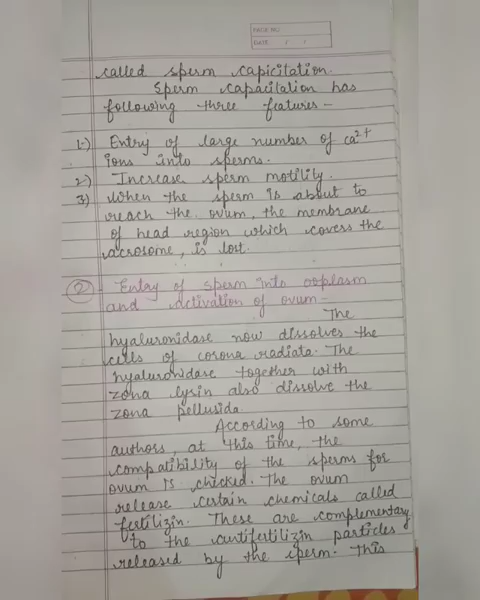 PAGE NO.
DATE / /
called sperm capicitation.
Sperm capacilation has
following three features -
1.) Entry of large number of ca²⁺
ions into sperms.
2) Increase sperm motility.
3) When the sperm is about to
reach the ovum, the membrane
of head region which covers the
acrosome, is lost.
② Entry of sperm into ooplasm
and activation of ovum -
The
hyaluronidase now dissolves the
cells of corona radiata. The
hyaluronidase together with
zona lysin also dissolve the
zona pellusida.
According to some
authors, at this time, the
compatibility of the sperms for
ovum is chicked. The ovum
release certain chemicals called
fertilizin. These are complementary
to the antifertilizin particles
released by the sperm. This